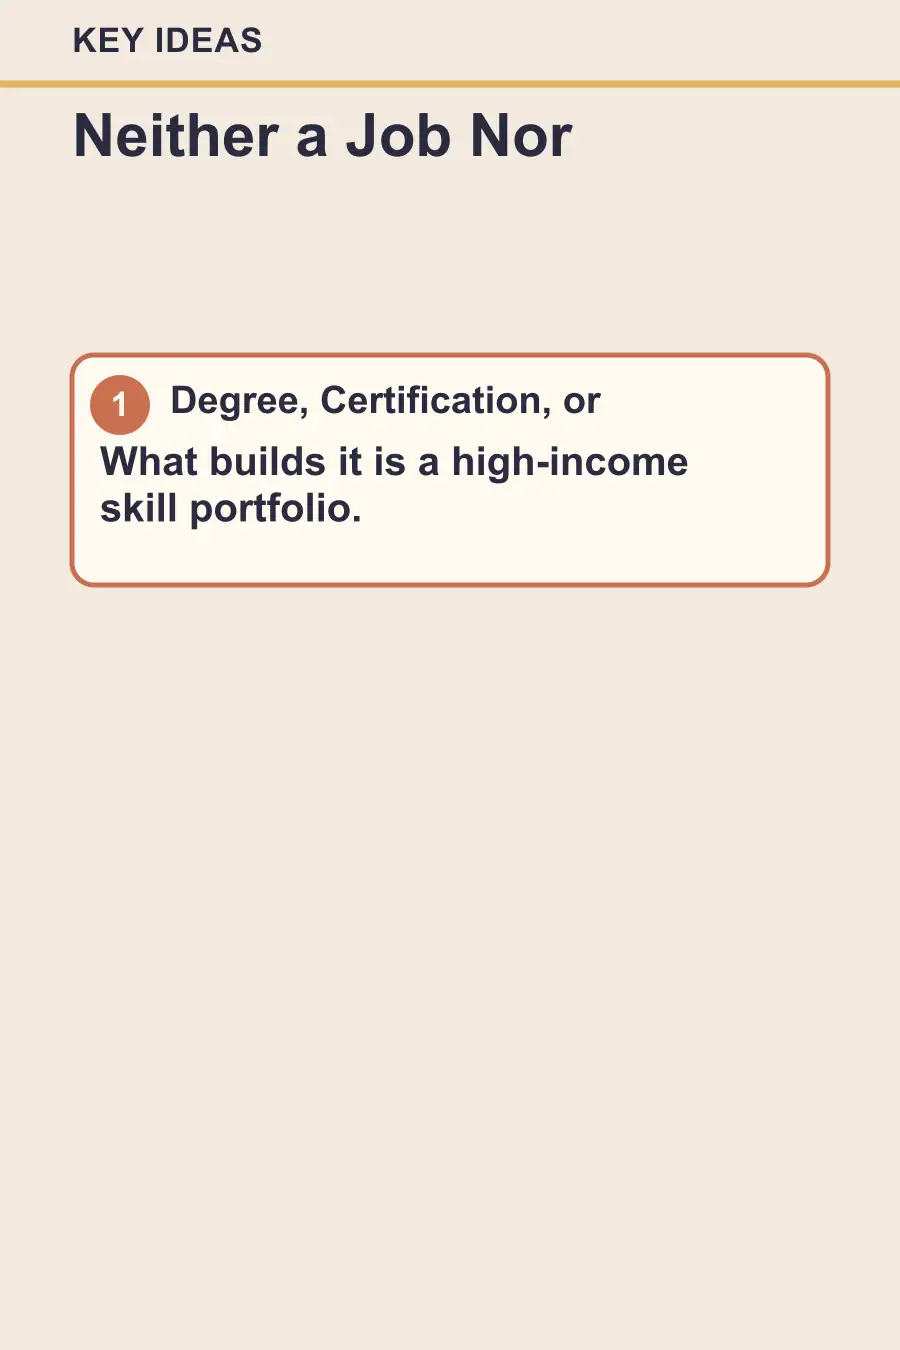 KEY IDEAS
Neither a Job Nor
1 Degree, Certification, or
What builds it is a high-income
skill portfolio.